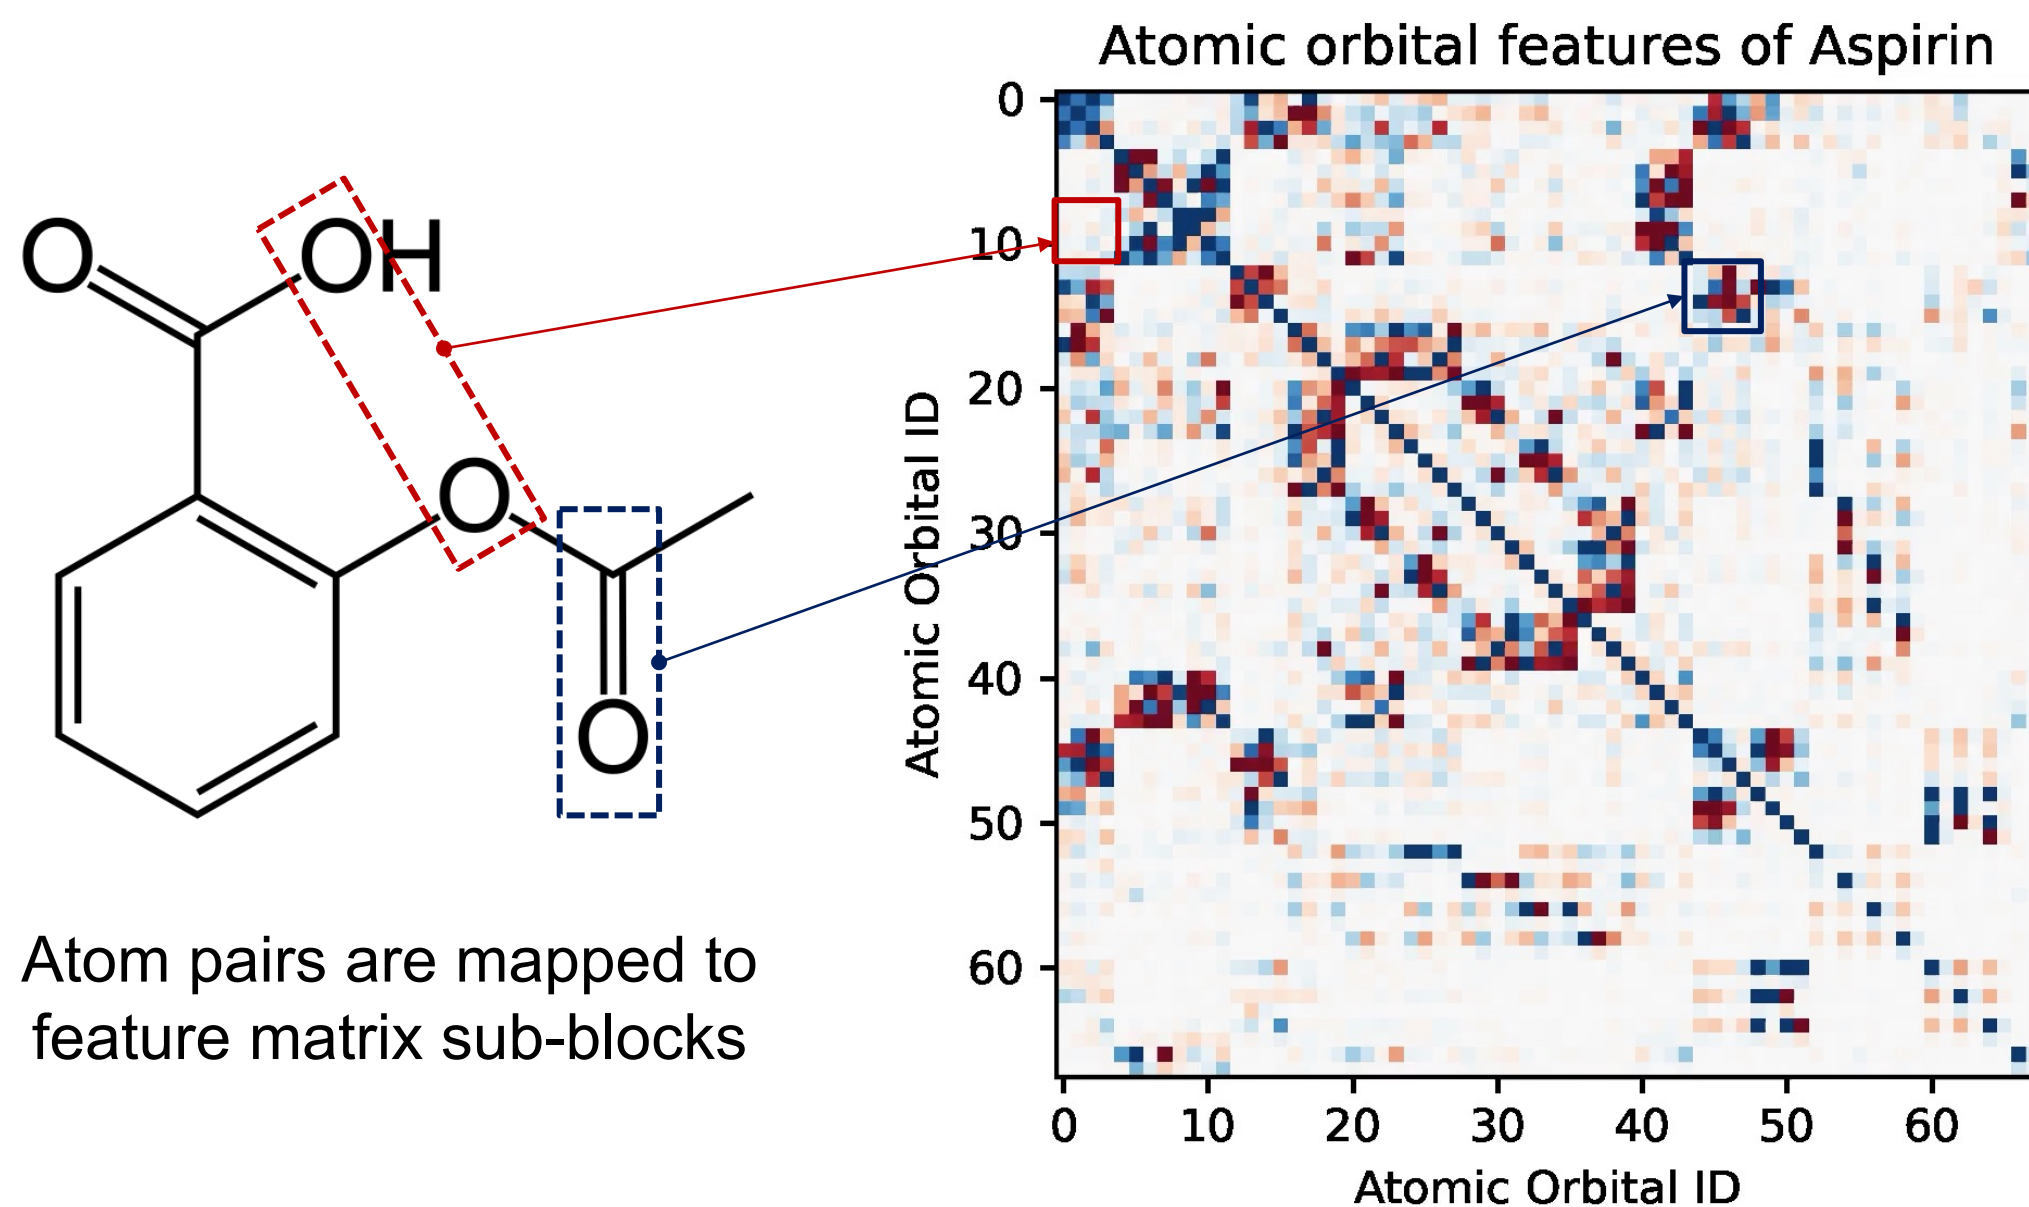 Atomic orbital features of Aspirin
O
OH
O
O
Atom pairs are mapped to
feature matrix sub-blocks
Atomic Orbital ID
0
10
20
30
40
50
60
0 10 20 30 40 50 60
Atomic Orbital ID